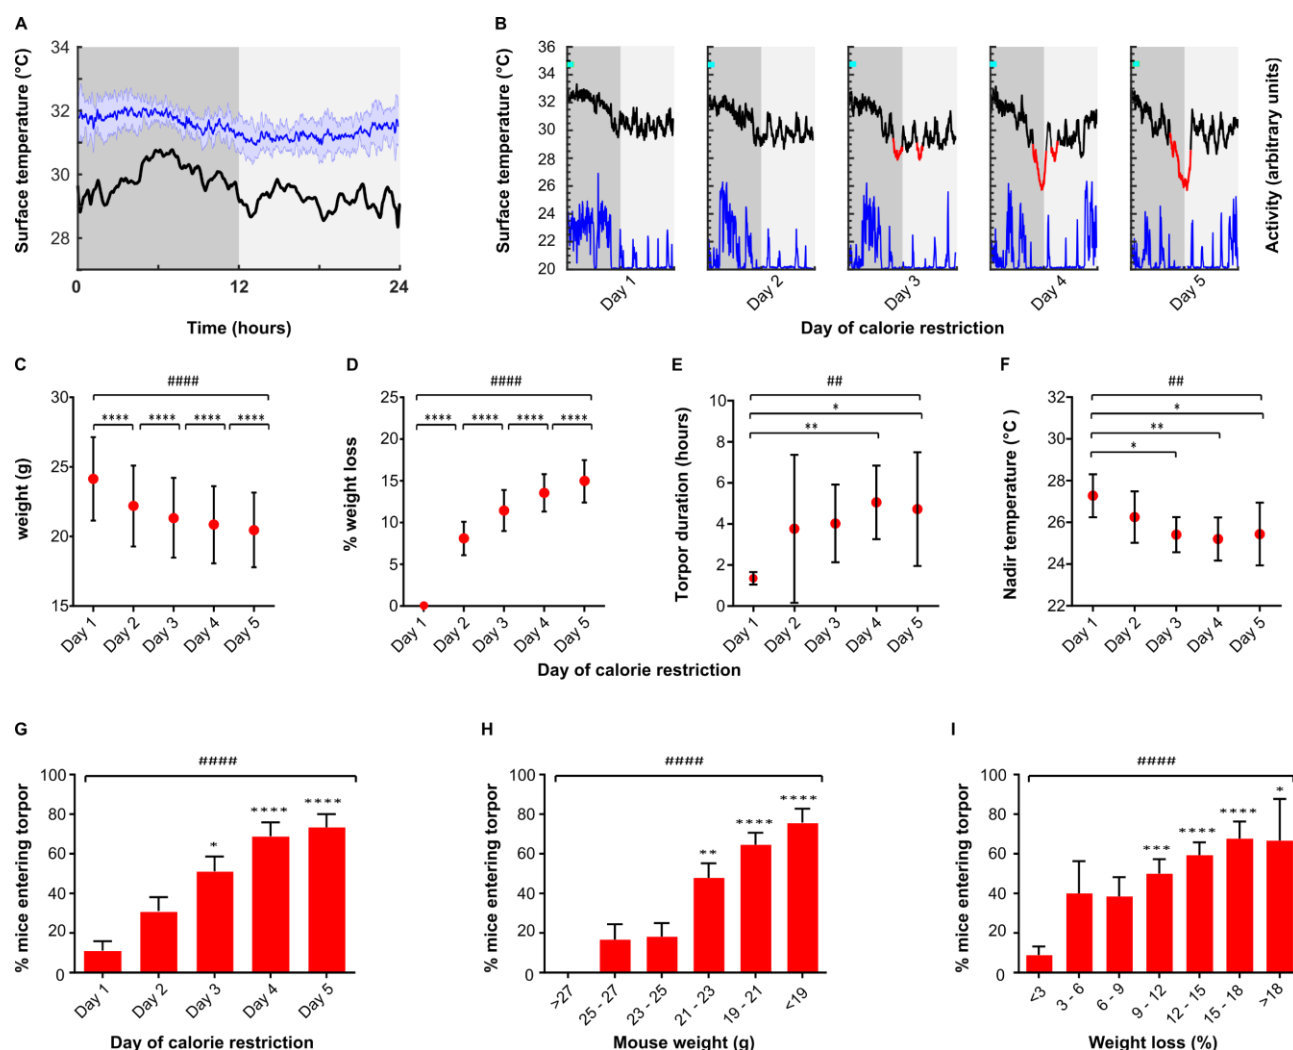 A
Surface temperature (°C)
34
32
30
28
0
12
24
Time (hours)
B
Surface temperature (°C)
36
34
32
30
28
26
24
22
20
Activity (arbitrary units)
Day 1
Day 2
Day 3
Day 4
Day 5
Day of calorie restriction
C
####
**** **** **** ****
weight (g)
30
25
20
15
Day 1
Day 2
Day 3
Day 4
Day 5
D
####
**** **** **** ****
% weight loss
25
20
15
10
5
0
Day 1
Day 2
Day 3
Day 4
Day 5
E
##
*
**
Torpor duration (hours)
10
8
6
4
2
0
Day 1
Day 2
Day 3
Day 4
Day 5
F
##
*
**
*
Nadir temperature (°C )
32
30
28
26
24
22
Day 1
Day 2
Day 3
Day 4
Day 5
Day of calorie restriction
G
####
% mice entering torpor
100
80
60
40
20
0
*
****
****
Day 1
Day 2
Day 3
Day 4
Day 5
Day of calorie restriction
H
####
% mice entering torpor
100
80
60
40
20
0
**
****
****
>27
25 - 27
23 - 25
21 - 23
19 - 21
<19
Mouse weight (g)
I
####
% mice entering torpor
100
80
60
40
20
0
***
****
****
*
<3
3 - 6
6 - 9
9 - 12
12 - 15
15 - 18
>18
Weight loss (%)